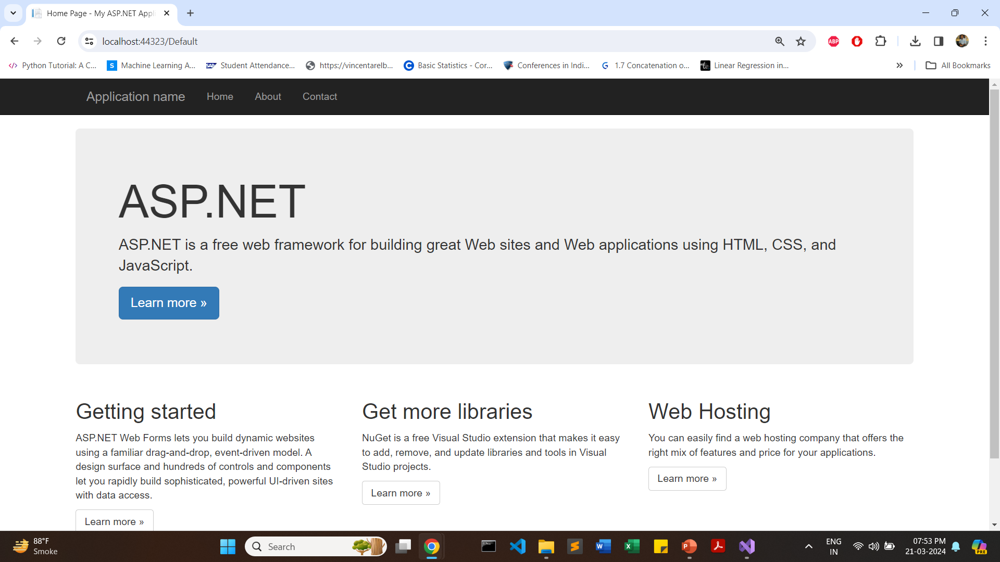 Home Page - My ASP.NET Appl
localhost:44323/Default
ABP
Python Tutorial: A C...
S Machine Learning A...
SAP Student Attendance...
https://vincentarelb...
Basic Statistics - Cor...
Conferences in Indi...
1.7 Concatenation o...
te Linear Regression in...
All Bookmarks
Application name Home About Contact
ASP.NET
ASP.NET is a free web framework for building great Web sites and Web applications using HTML, CSS, and
JavaScript.
Learn more »
Getting started
ASP.NET Web Forms lets you build dynamic websites
using a familiar drag-and-drop, event-driven model. A
design surface and hundreds of controls and components
let you rapidly build sophisticated, powerful UI-driven sites
with data access.
Learn more »
Get more libraries
NuGet is a free Visual Studio extension that makes it easy
to add, remove, and update libraries and tools in Visual
Studio projects.
Learn more »
Web Hosting
You can easily find a web hosting company that offers the
right mix of features and price for your applications.
Learn more »
88°F
Smoke
Search
ENG
IN
07:53 PM
21-03-2024
PRE